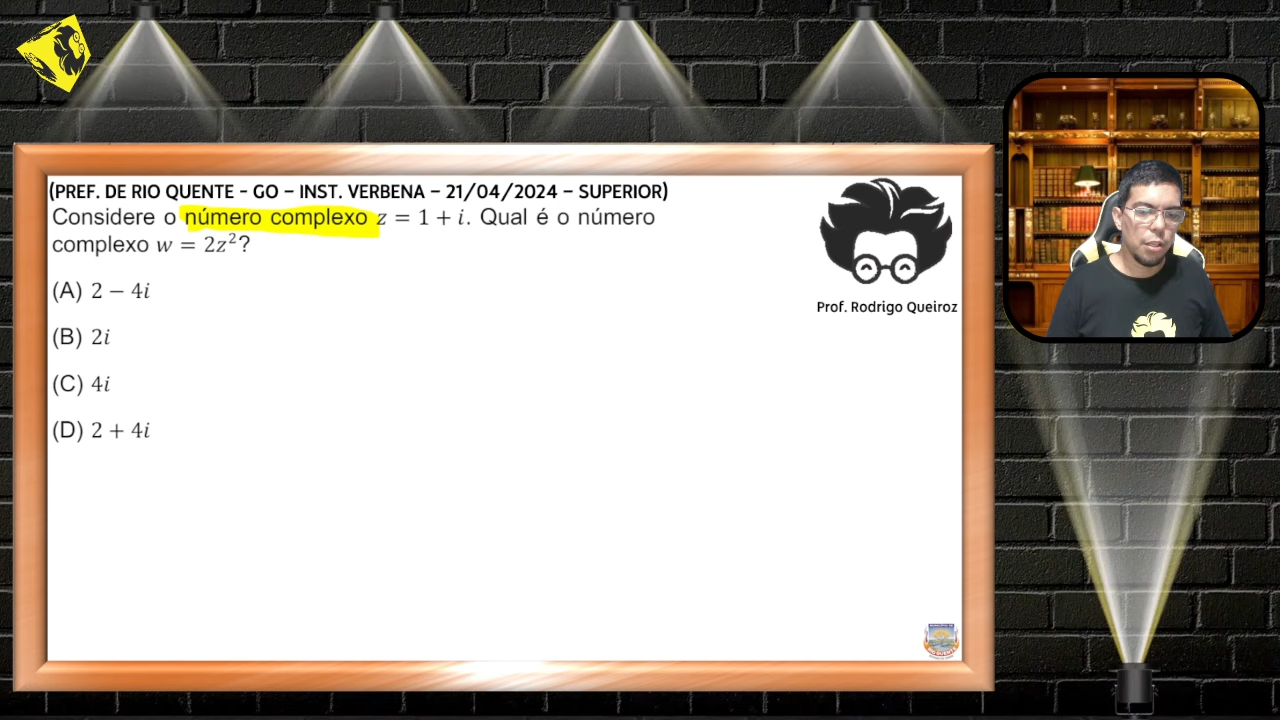 (PREF. DE RIO QUENTE - GO – INST. VERBENA – 21/04/2024 – SUPERIOR)
Considere o número complexo z = 1 + i. Qual é o número
complexo w = 2z²?
(A) 2 − 4i
(B) 2i
(C) 4i
(D) 2 + 4i
Prof. Rodrigo Queiroz